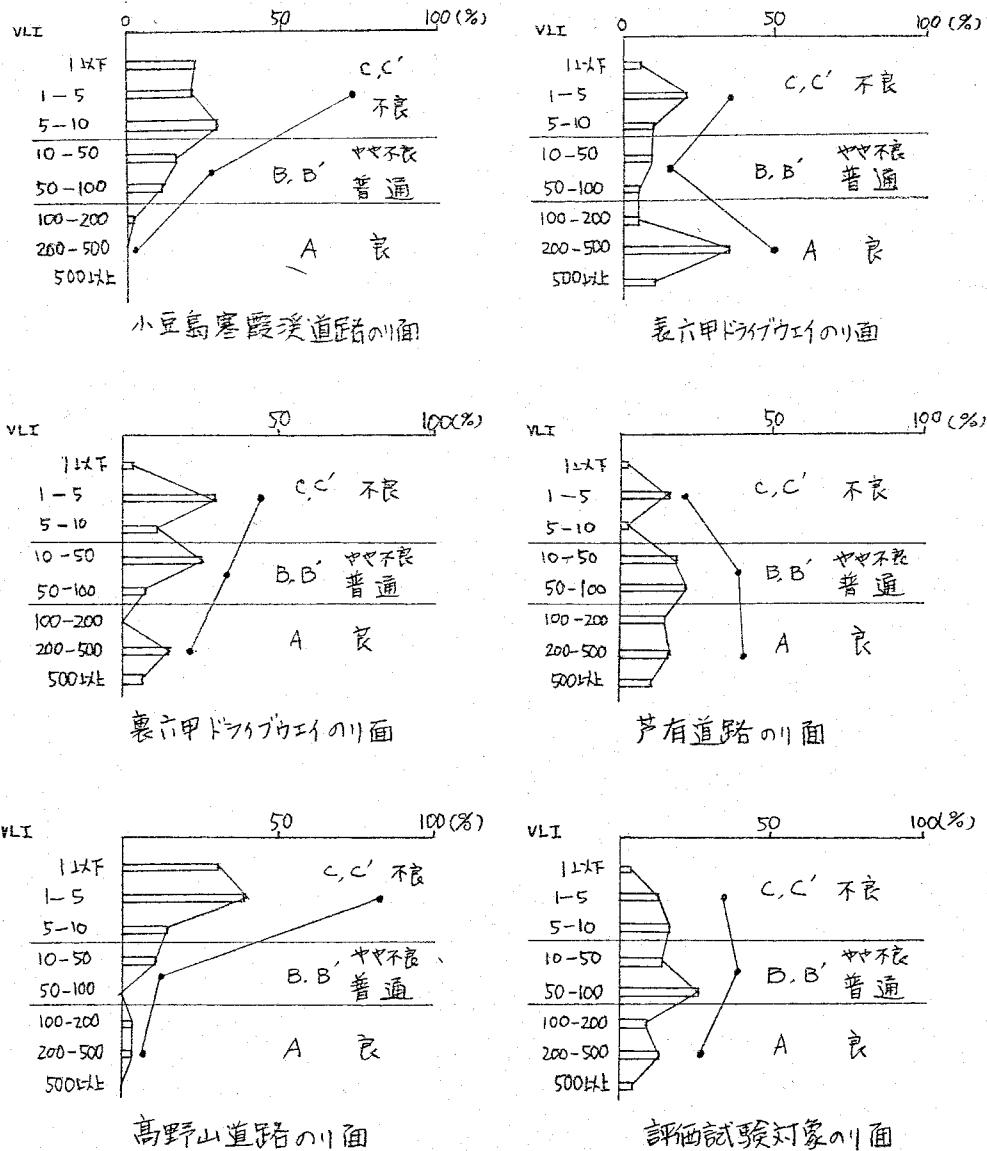 VLI 0 50 100(%)
1以下
1-5
5-10
10-50
50-100
100-200
200-500
500以上
C,C' 不良
B,B' やや不良
普通
A 良
小豆島寒霞渓道路のリ面
VLI 0 50 100(%)
1以下
1-5
5-10
10-50
50-100
100-200
200-500
500以上
C,C' 不良
B,B' やや不良
普通
A 良
表六甲ドライブウェイのリ面
VLI 50 100(%)
1以下
1-5
5-10
10-50
50-100
100-200
200-500
500以上
C,C' 不良
B,B' やや不良
普通
A 良
裏六甲ドライブウエイのリ面
VLI 50 100(%)
1以下
1-5
5-10
10-50
50-100
100-200
200-500
500以上
C,C' 不良
B,B' やや不良
普通
A 良
芦有道路のリ面
VLI 50 100(%)
1以下
1-5
5-10
10-50
50-100
100-200
200-500
500以上
C,C' 不良
B,B' やや不良
普通
A 良
高野山道路のリ面
VLI 50 100(%)
1以下
1-5
5-10
10-50
50-100
100-200
200-500
500以上
C,C' 不良
B,B' やや不良
普通
A 良
評価試験対象のリ面